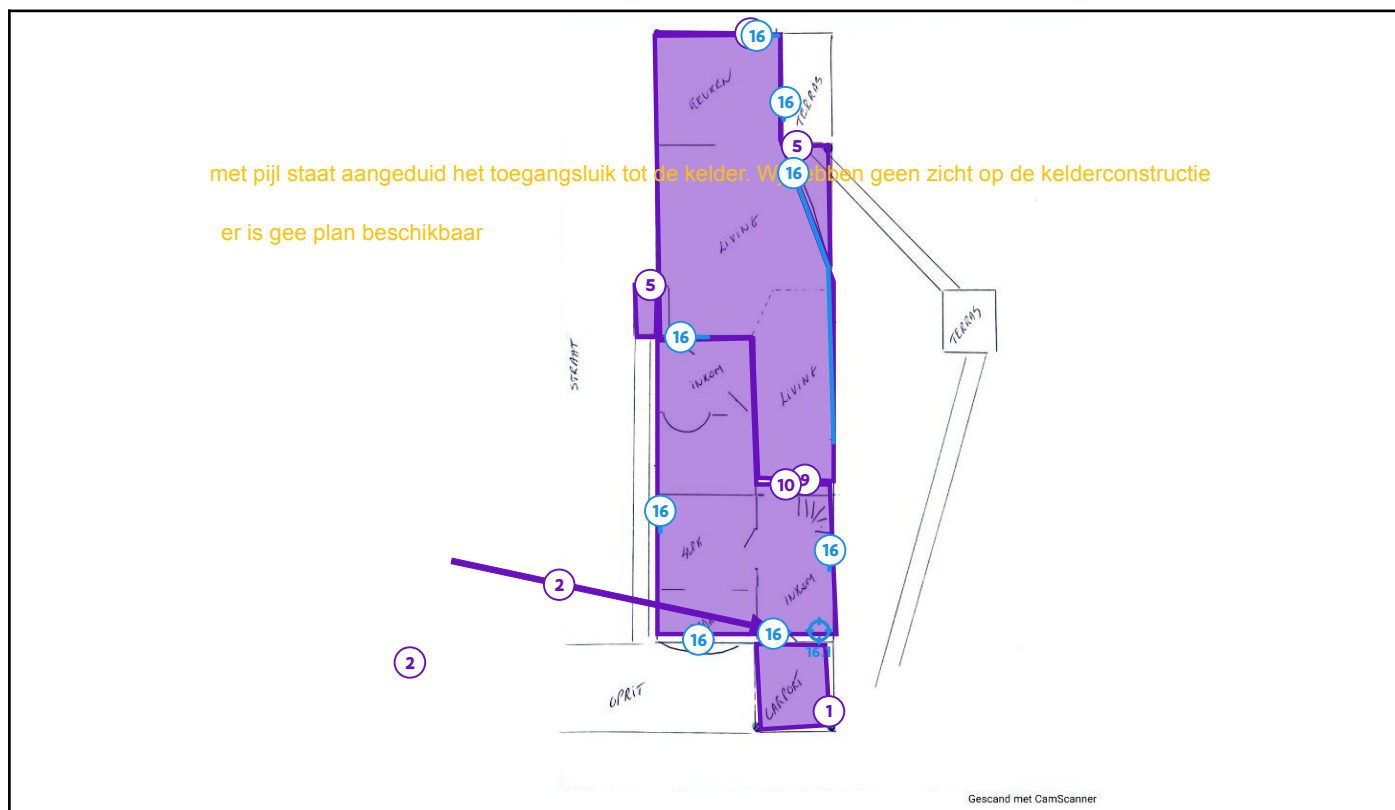 16
KEUKEN
16
TERRAS
5
met pijl staat aangeduid het toegangsluik tot de kelder. W ebben geen zicht op de kelderconstructie
16
er is gee plan beschikbaar
LIVING
5
TERRAS
16
STRAAT
INKOM
LIVING
10
9
16
SLPK
16
2
INKOM
16
16
16.1
2
OPRIT
CARPORT
1
Gescand met CamScanner